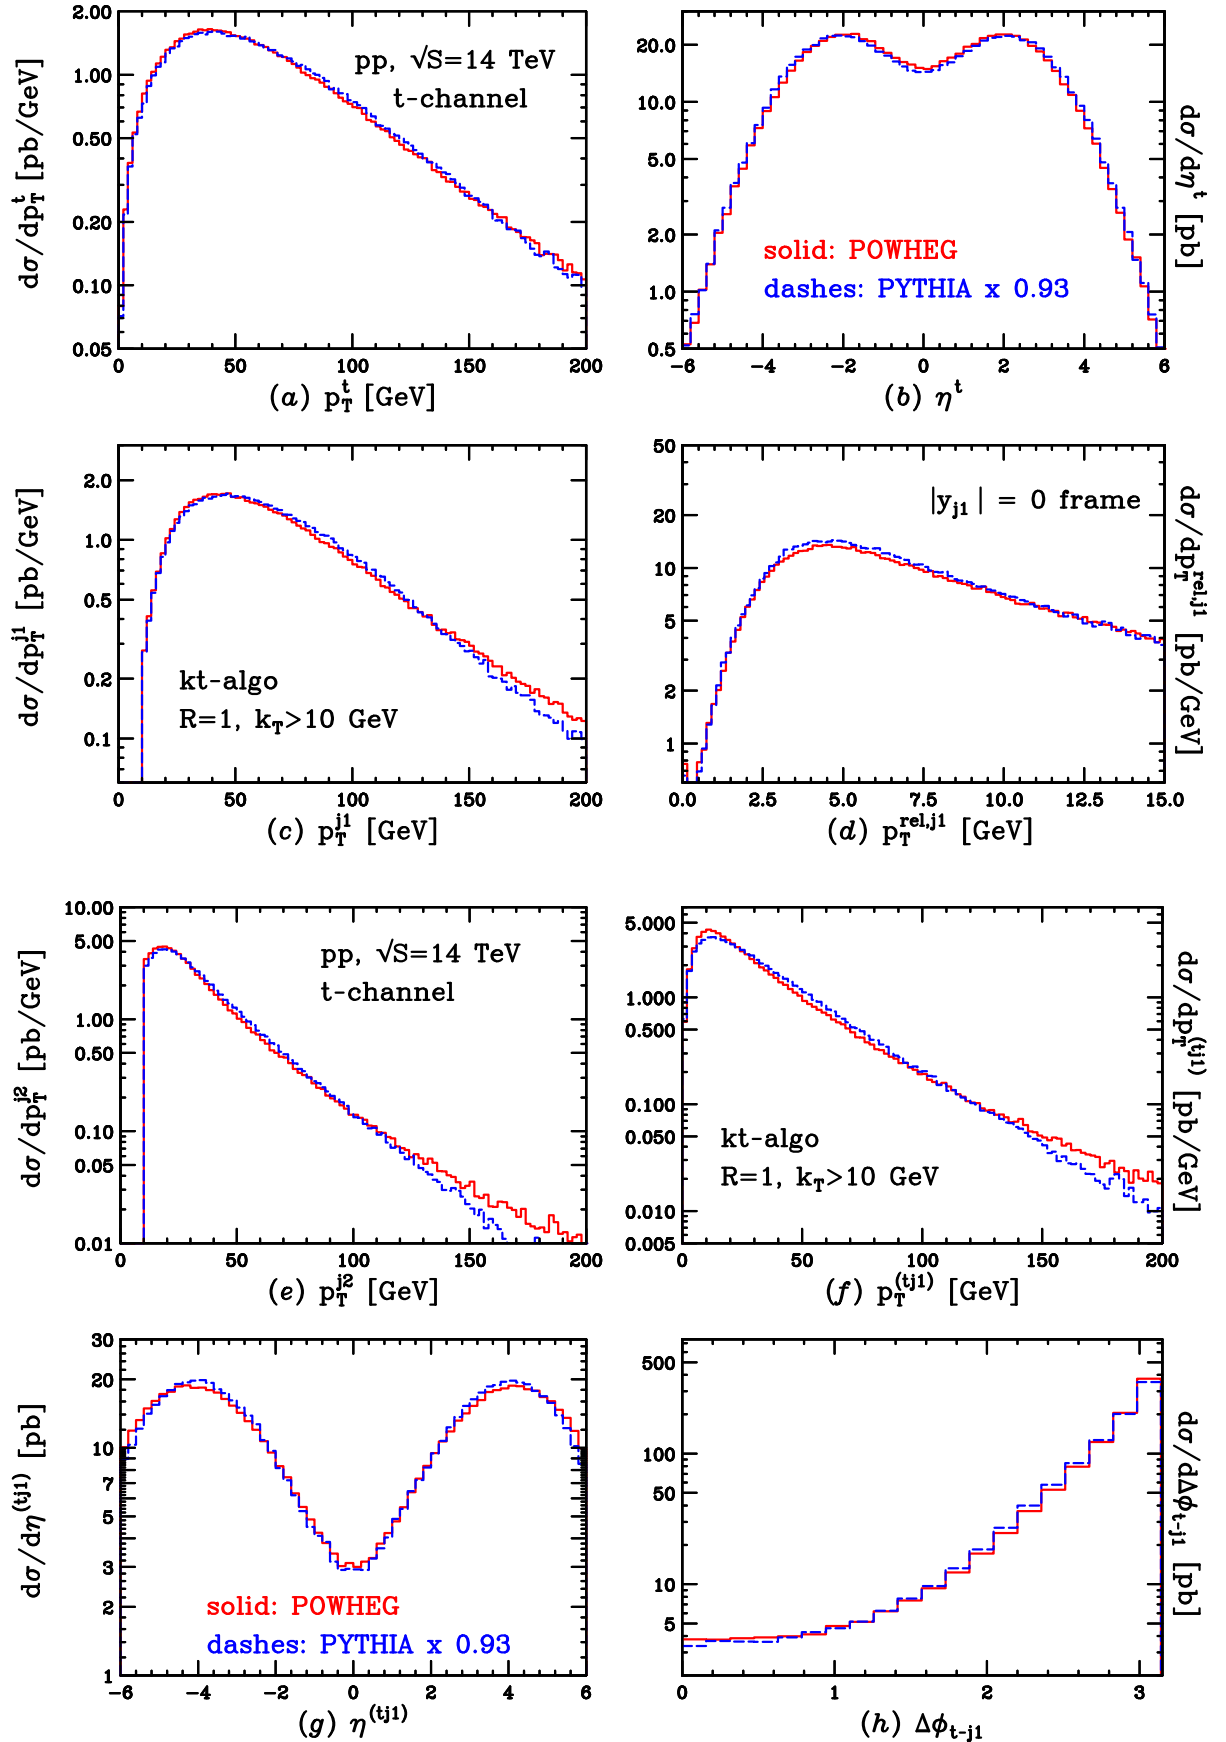 2.00
1.00
0.50
0.20
0.10
0.05
dσ/dp_T^t [pb/GeV]
pp, √S=14 TeV
t-channel
0 50 100 150 200
(a) p_T^t [GeV]
20.0
10.0
5.0
2.0
1.0
0.5
dσ/dη^t [pb]
solid: POWHEG
dashes: PYTHIA x 0.93
−6 −4 −2 0 2 4 6
(b) η^t
2.0
1.0
0.5
0.2
0.1
dσ/dp_T^j1 [pb/GeV]
kt-algo
R=1, k_T>10 GeV
0 50 100 150 200
(c) p_T^j1 [GeV]
50
20
10
5
2
1
dσ/dp_T^rel,j1 [pb/GeV]
|y_j1| = 0 frame
0.0 2.5 5.0 7.5 10.0 12.5 15.0
(d) p_T^rel,j1 [GeV]
10.00
5.00
1.00
0.50
0.10
0.05
0.01
dσ/dp_T^j2 [pb/GeV]
pp, √S=14 TeV
t-channel
0 50 100 150 200
(e) p_T^j2 [GeV]
5.000
1.000
0.500
0.100
0.050
0.010
0.005
dσ/dp_T^(tj1) [pb/GeV]
kt-algo
R=1, k_T>10 GeV
0 50 100 150 200
(f) p_T^(tj1) [GeV]
30
20
10
7
5
3
2
1
dσ/dη^(tj1) [pb]
solid: POWHEG
dashes: PYTHIA x 0.93
−6 −4 −2 0 2 4 6
(g) η^(tj1)
500
100
50
10
5
dσ/dΔϕ_t-j1 [pb]
0 1 2 3
(h) Δϕ_t-j1